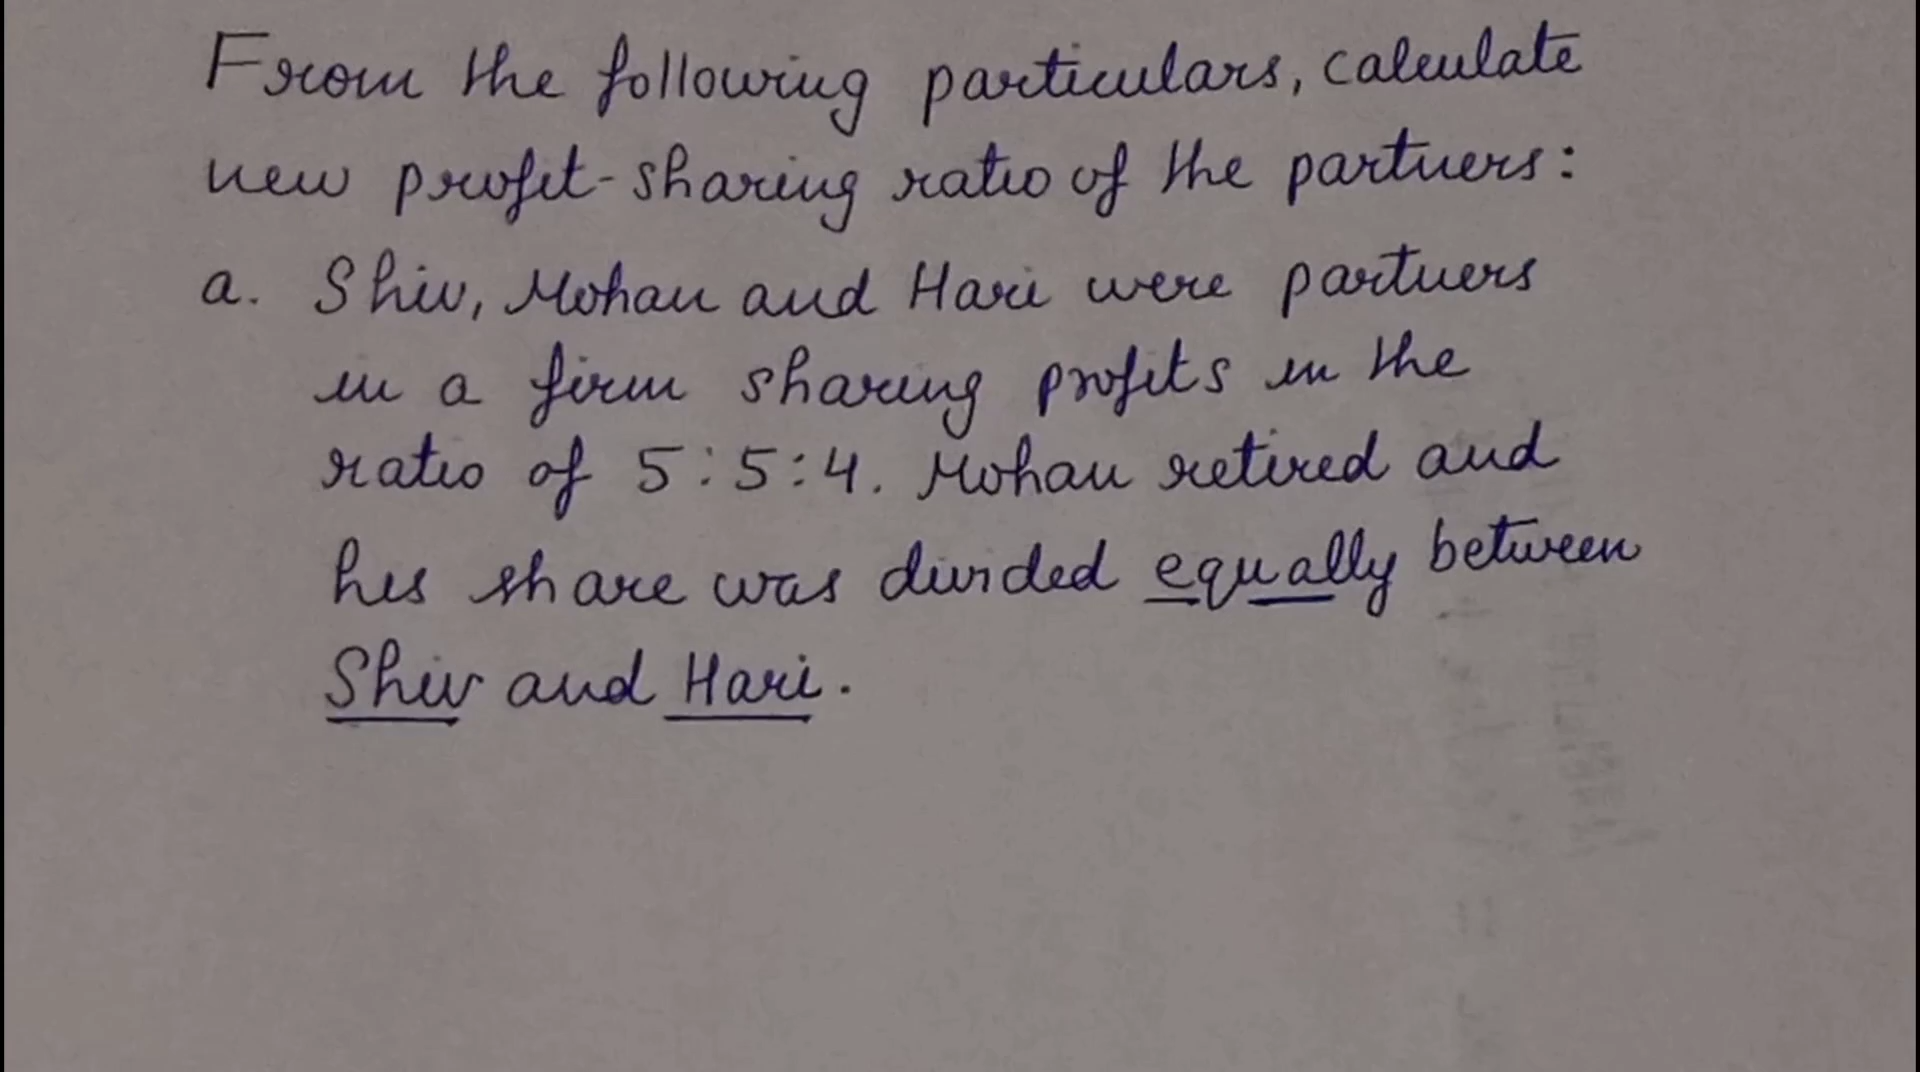 From the following particulars, calculate
new profit-sharing ratio of the partners:
a. Shiv, Mohan and Hari were partners
in a firm sharing profits in the
ratio of 5:5:4. Mohan retired and
his share was divided equally between
Shiv and Hari.